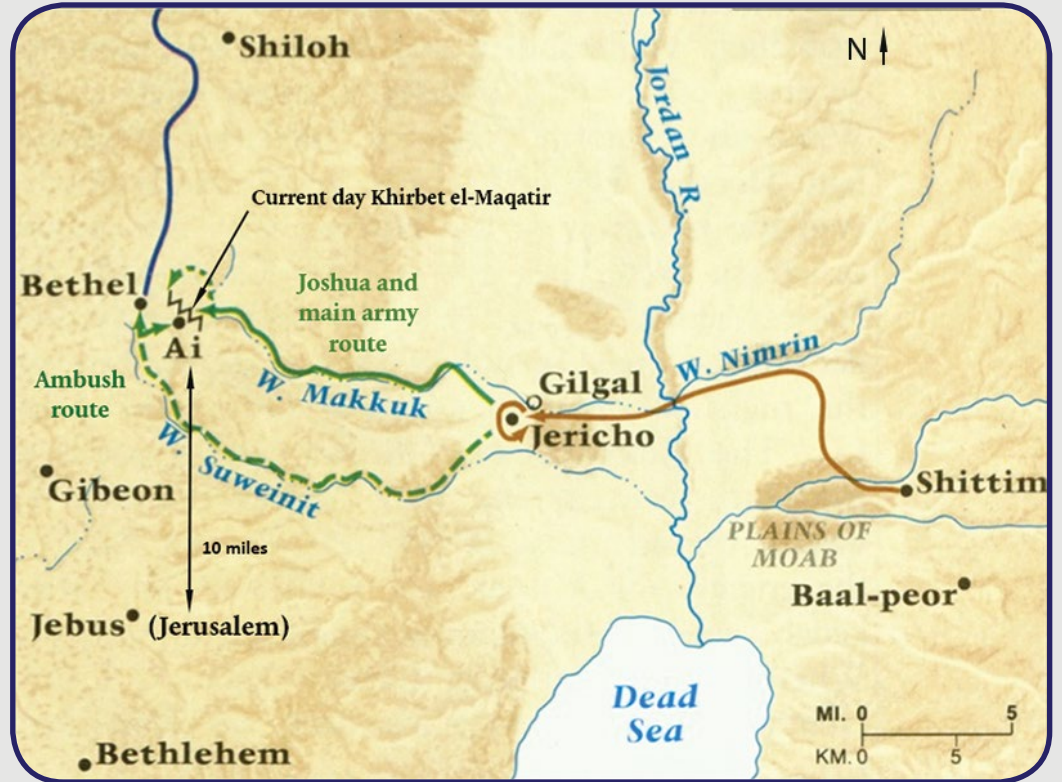 Shiloh
N
Jordan R.
Current day Khirbet el-Maqatir
Bethel
Joshua and
main army
route
Ai
W. Nimrin
Ambush
route
W. Makkuk
Gilgal
Jericho
W. Suweinit
Gibeon
Shittim
PLAINS OF
MOAB
10 miles
Baal-peor
Jebus (Jerusalem)
Dead
Sea
MI. 0 5
KM. 0 5
Bethlehem